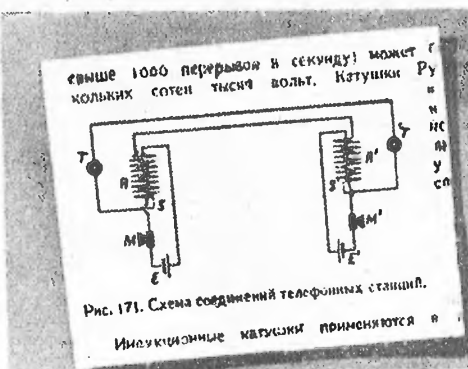 свыше 1000 перерывов в секунду) может
кольких сотен тысяч вольт. Катушки Ру
T
A
S
M
E
T
A'
S'
M'
E'
у
Рис. 171. Схема соединений телефонных станций.
Индукционные катушки применяются в